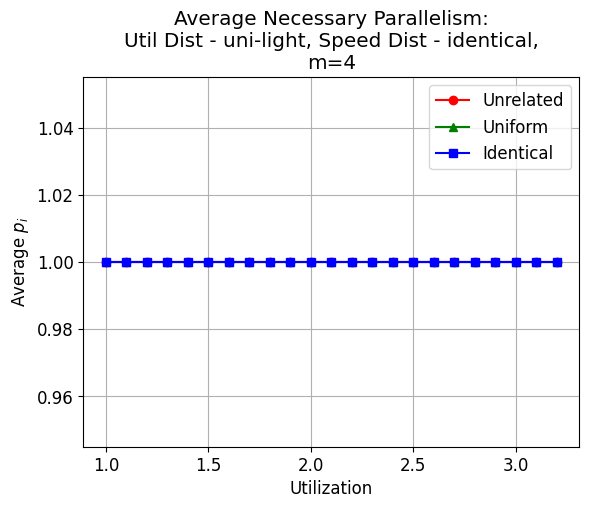 Average Necessary Parallelism:
Util Dist - uni-light, Speed Dist - identical,
m=4
Unrelated
Uniform
Identical
1.04
1.02
1.00
0.98
0.96
Average p_i
1.0 1.5 2.0 2.5 3.0
Utilization